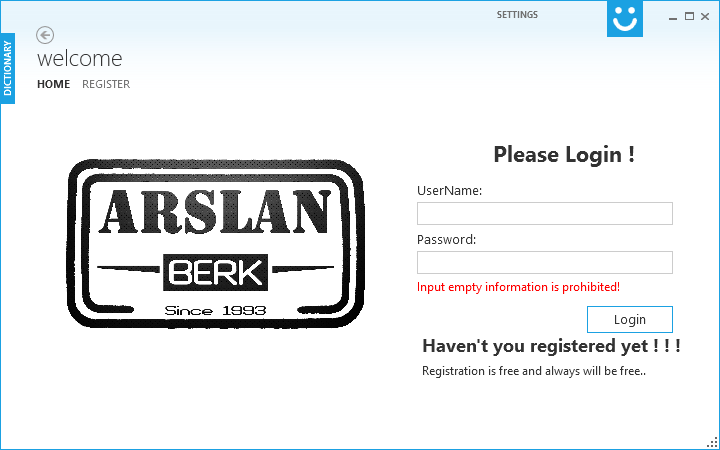 SETTINGS
DICTIONARY
welcome
HOME REGISTER
Please Login !
ARSLAN
BERK
Since 1993
UserName:
Password:
Input empty information is prohibited!
Login
Haven't you registered yet ! ! !
Registration is free and always will be free..